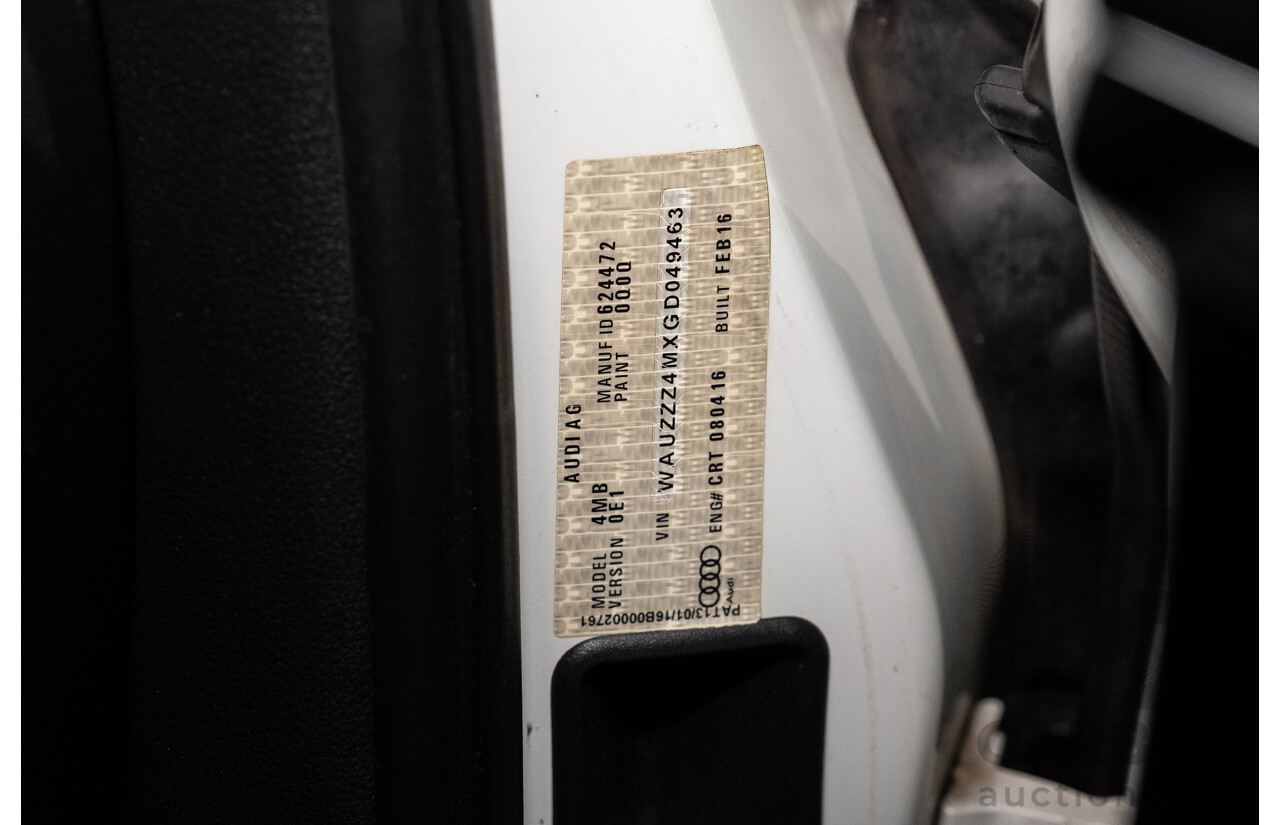 AUDI AG
MODEL 4MB MANUF ID 624472
VERSION 0E1 PAINT 0Q0Q
VIN WAUZZZ4MXGD049463
ENG# CRT 080416 BUILT FEB16
Audi
PAT13/01/16B00002761
auction